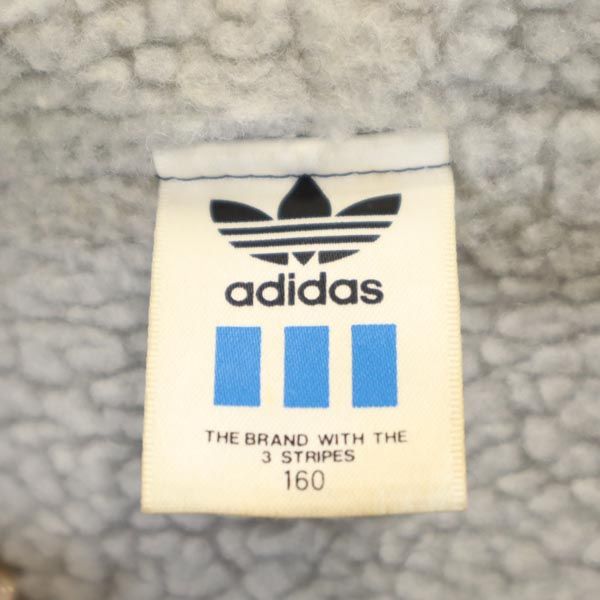 adidas
THE BRAND WITH THE
3 STRIPES
160